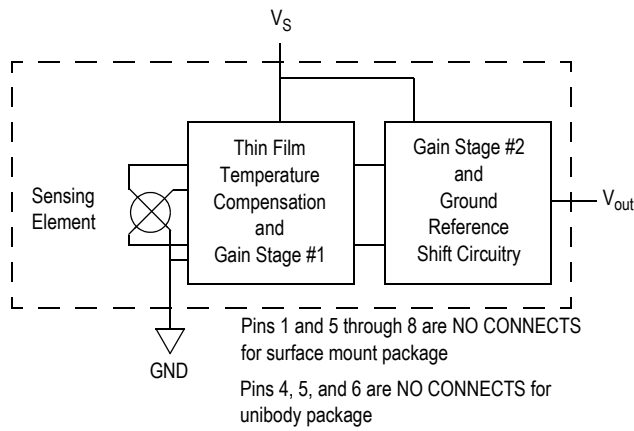 V_S
Thin Film
Temperature
Compensation
and
Gain Stage #1
Gain Stage #2
and
Ground
Reference
Shift Circuitry
Sensing
Element
V_out
GND
Pins 1 and 5 through 8 are NO CONNECTS
for surface mount package
Pins 4, 5, and 6 are NO CONNECTS for
unibody package